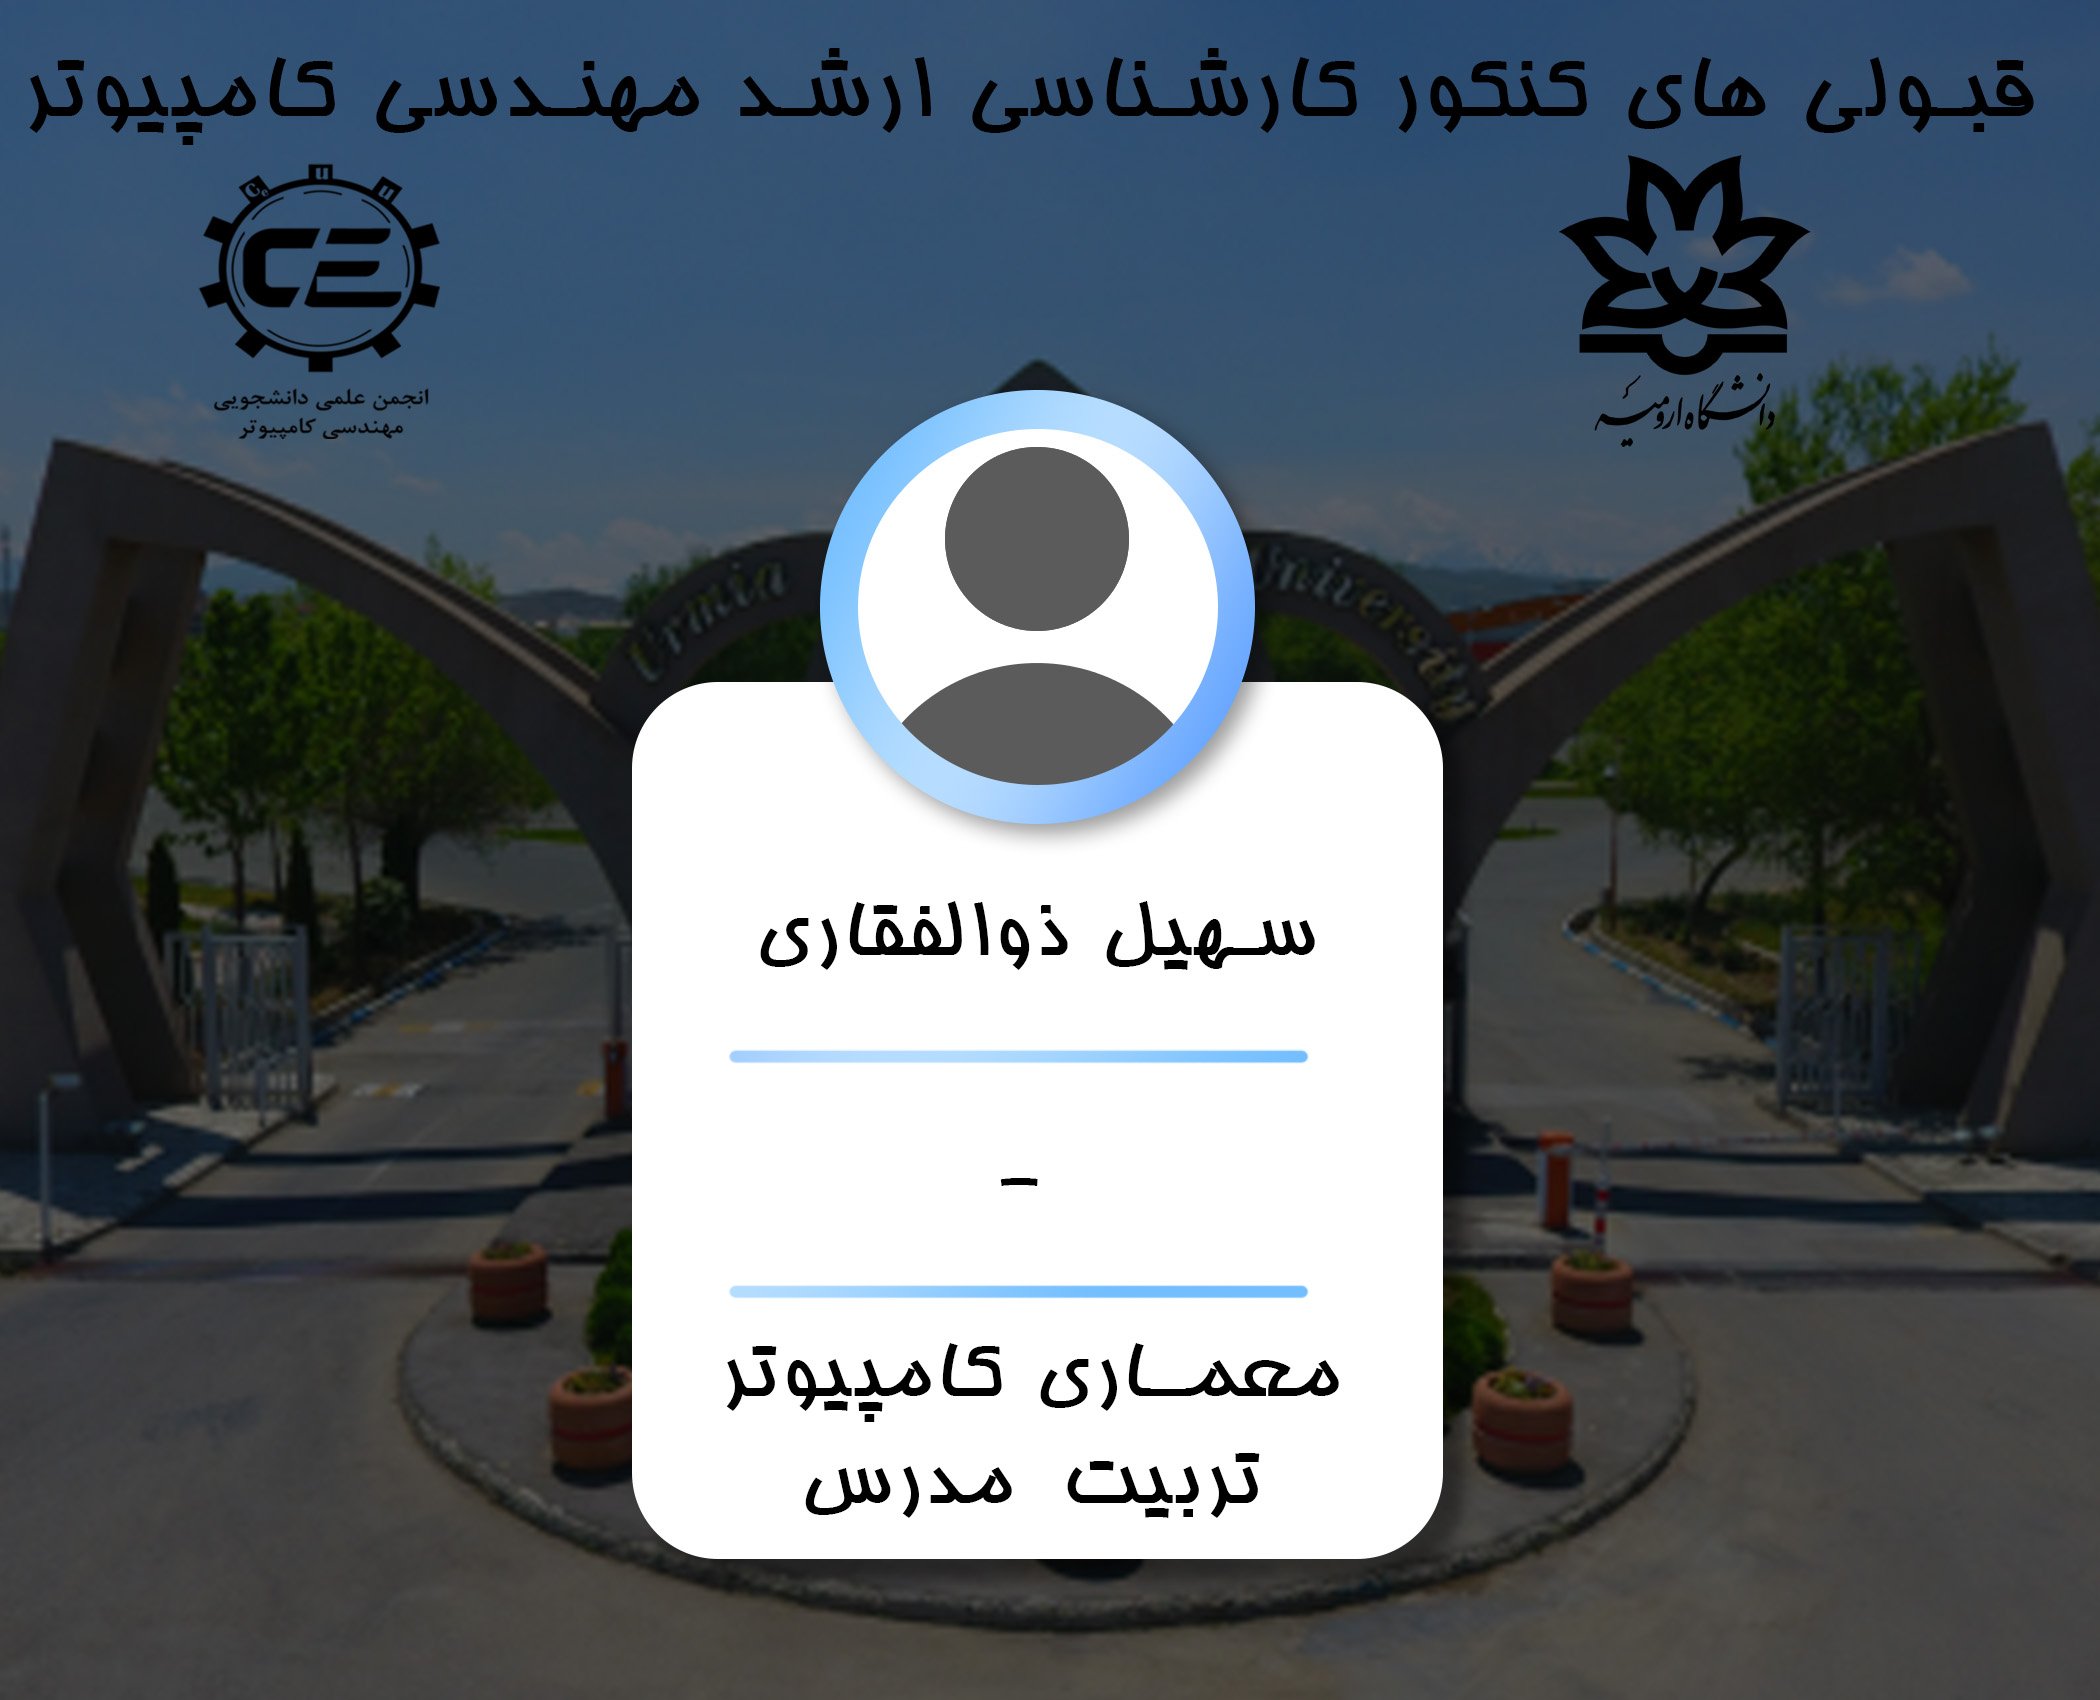 قبولی های کنکور کارشناسی ارشد مهندسی کامپیوتر
C.uu
CE
انجمن علمی دانشجویی
مهندسی کامپیوتر
دانشگاه ارومیه
Urmia University
سهیل ذوالفقاری
-
معماری کامپیوتر
تربیت مدرس